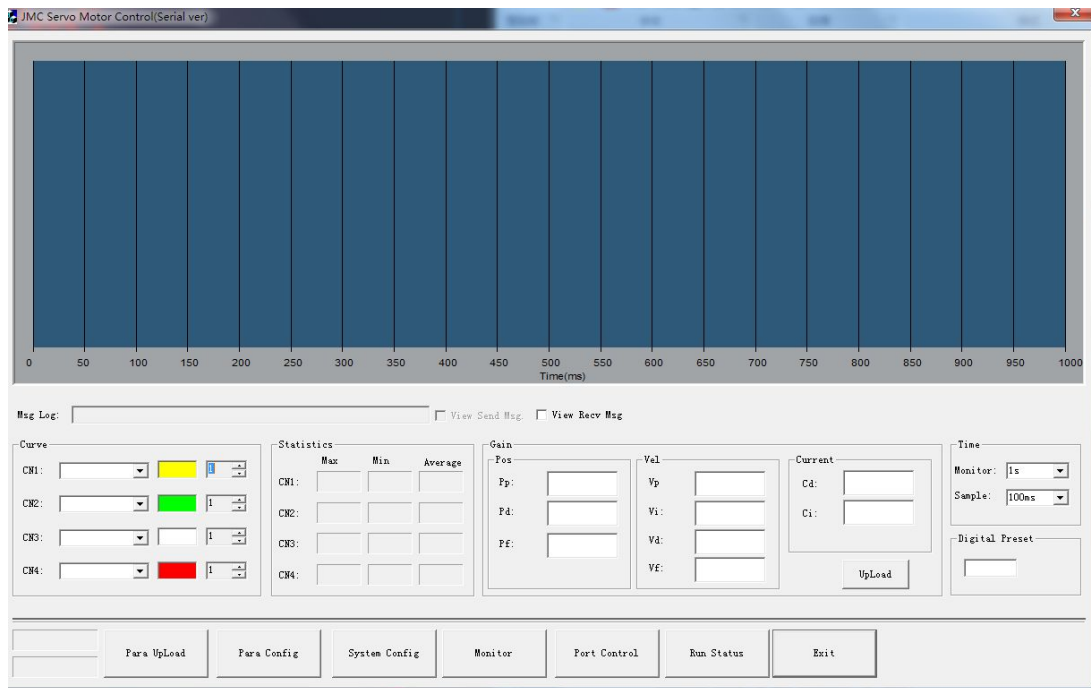 JMC Servo Motor Control(Serial ver)
0 50 100 150 200 250 300 350 400 450 500 550 600 650 700 750 800 850 900 950 1000
Time(ms)
Msg Log: View Send Msg. View Recv Msg
Curve
CN1: 1
CN2: 1
CN3: 1
CN4: 1
Statistics
Max Min Average
CN1:
CN2:
CN3:
CN4:
Gain
Pos
Pp:
Pd:
Pf:
Vel
Vp
Vi:
Vd:
Vf:
Current
Cd:
Ci:
UpLoad
Time
Monitor: 1s
Sample: 100ms
Digital Preset
Para UpLoad Para Config System Config Monitor Port Control Run Status Exit